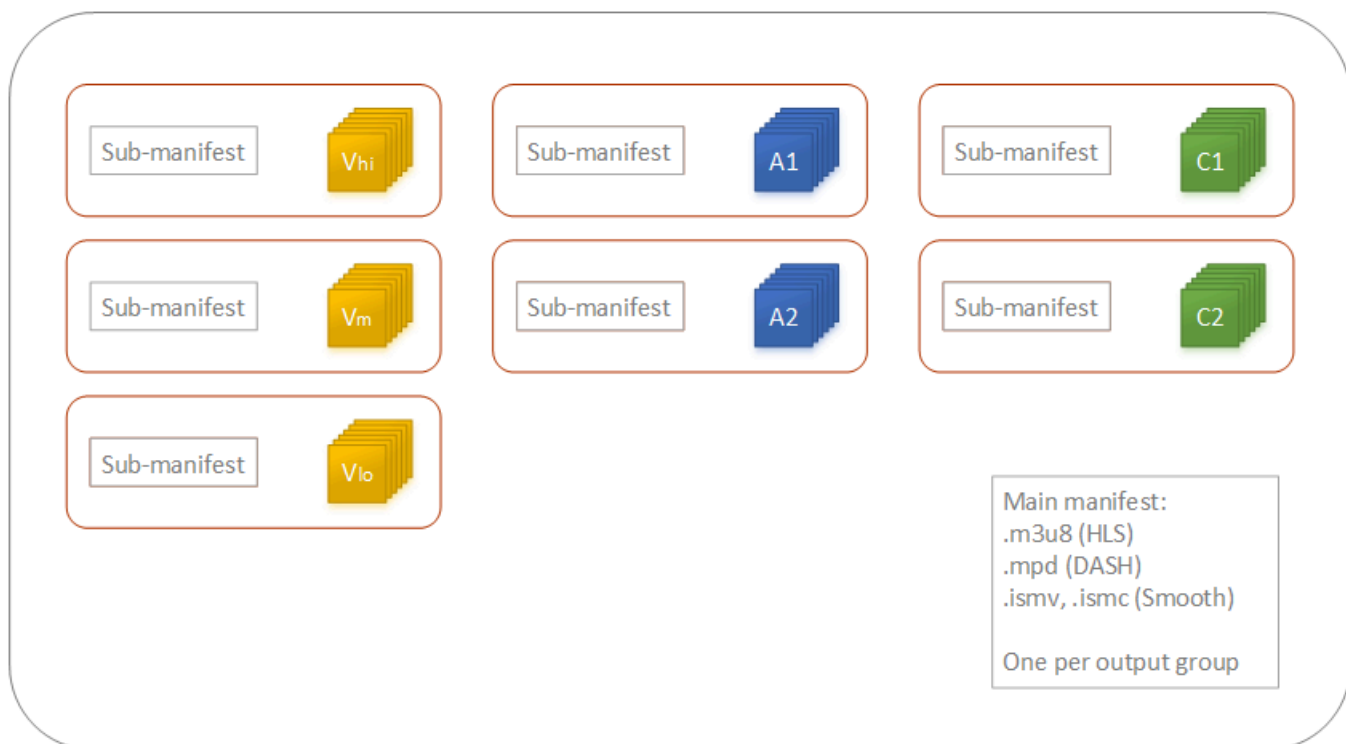 Sub-manifest
Vhi
Sub-manifest
A1
Sub-manifest
C1
Sub-manifest
Vm
Sub-manifest
A2
Sub-manifest
C2
Sub-manifest
Vlo
Main manifest:
.m3u8 (HLS)
.mpd (DASH)
.ismv, .ismc (Smooth)
One per output group